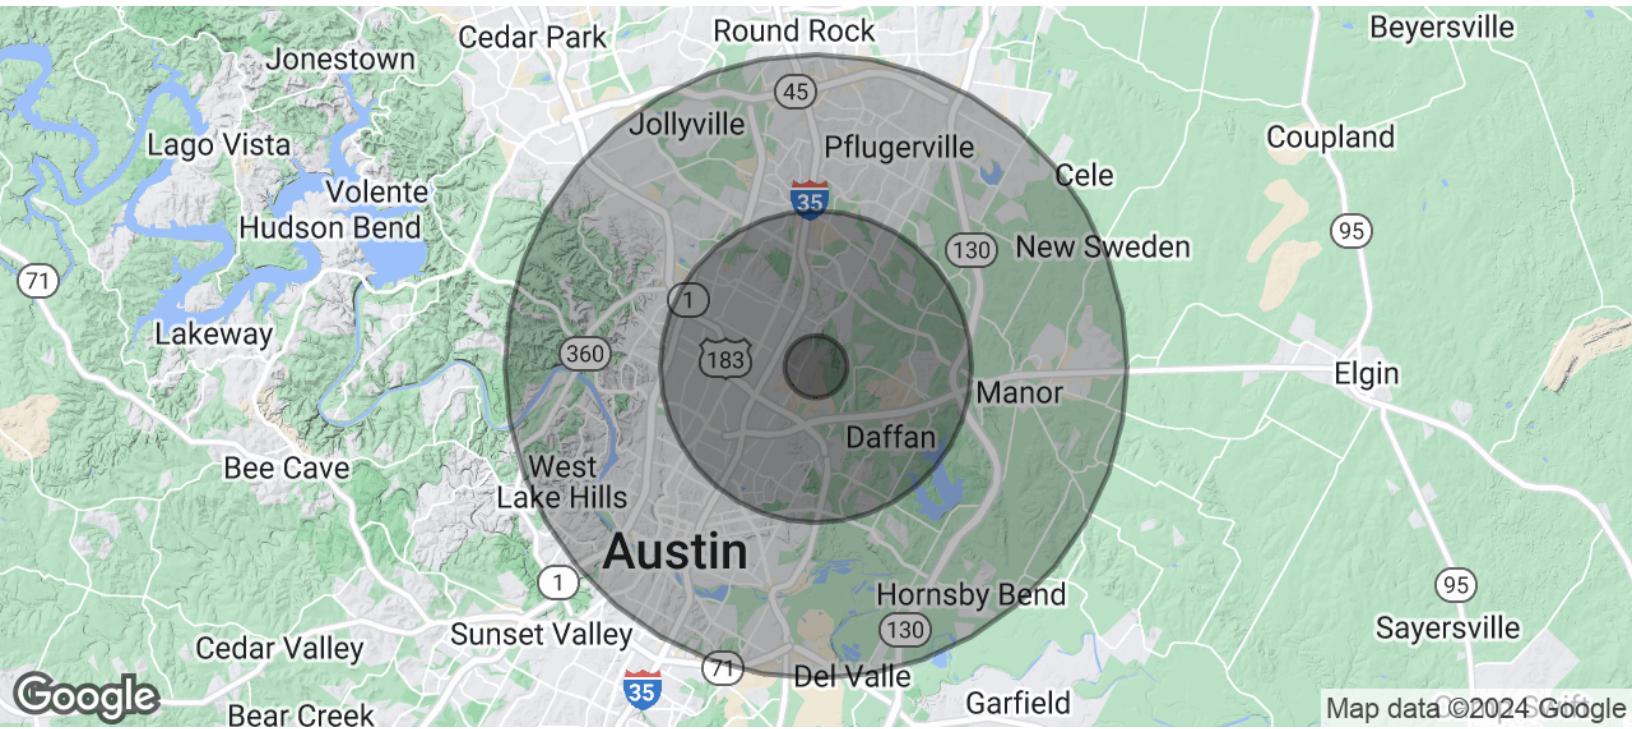 Beyersville
Cedar Park
Round Rock
Jonestown
45
Jollyville
Coupland
Lago Vista
Pflugerville
Cele
Volente
35
Hudson Bend
95
New Sweden
130
71
1
Lakeway
360
183
Elgin
Manor
Daffan
Bee Cave
West
Lake Hills
Austin
1
95
Hornsby Bend
130
Sayersville
Sunset Valley
Cedar Valley
71
Del Valle
35
Google
Garfield
Bear Creek
Map data ©2024 Google